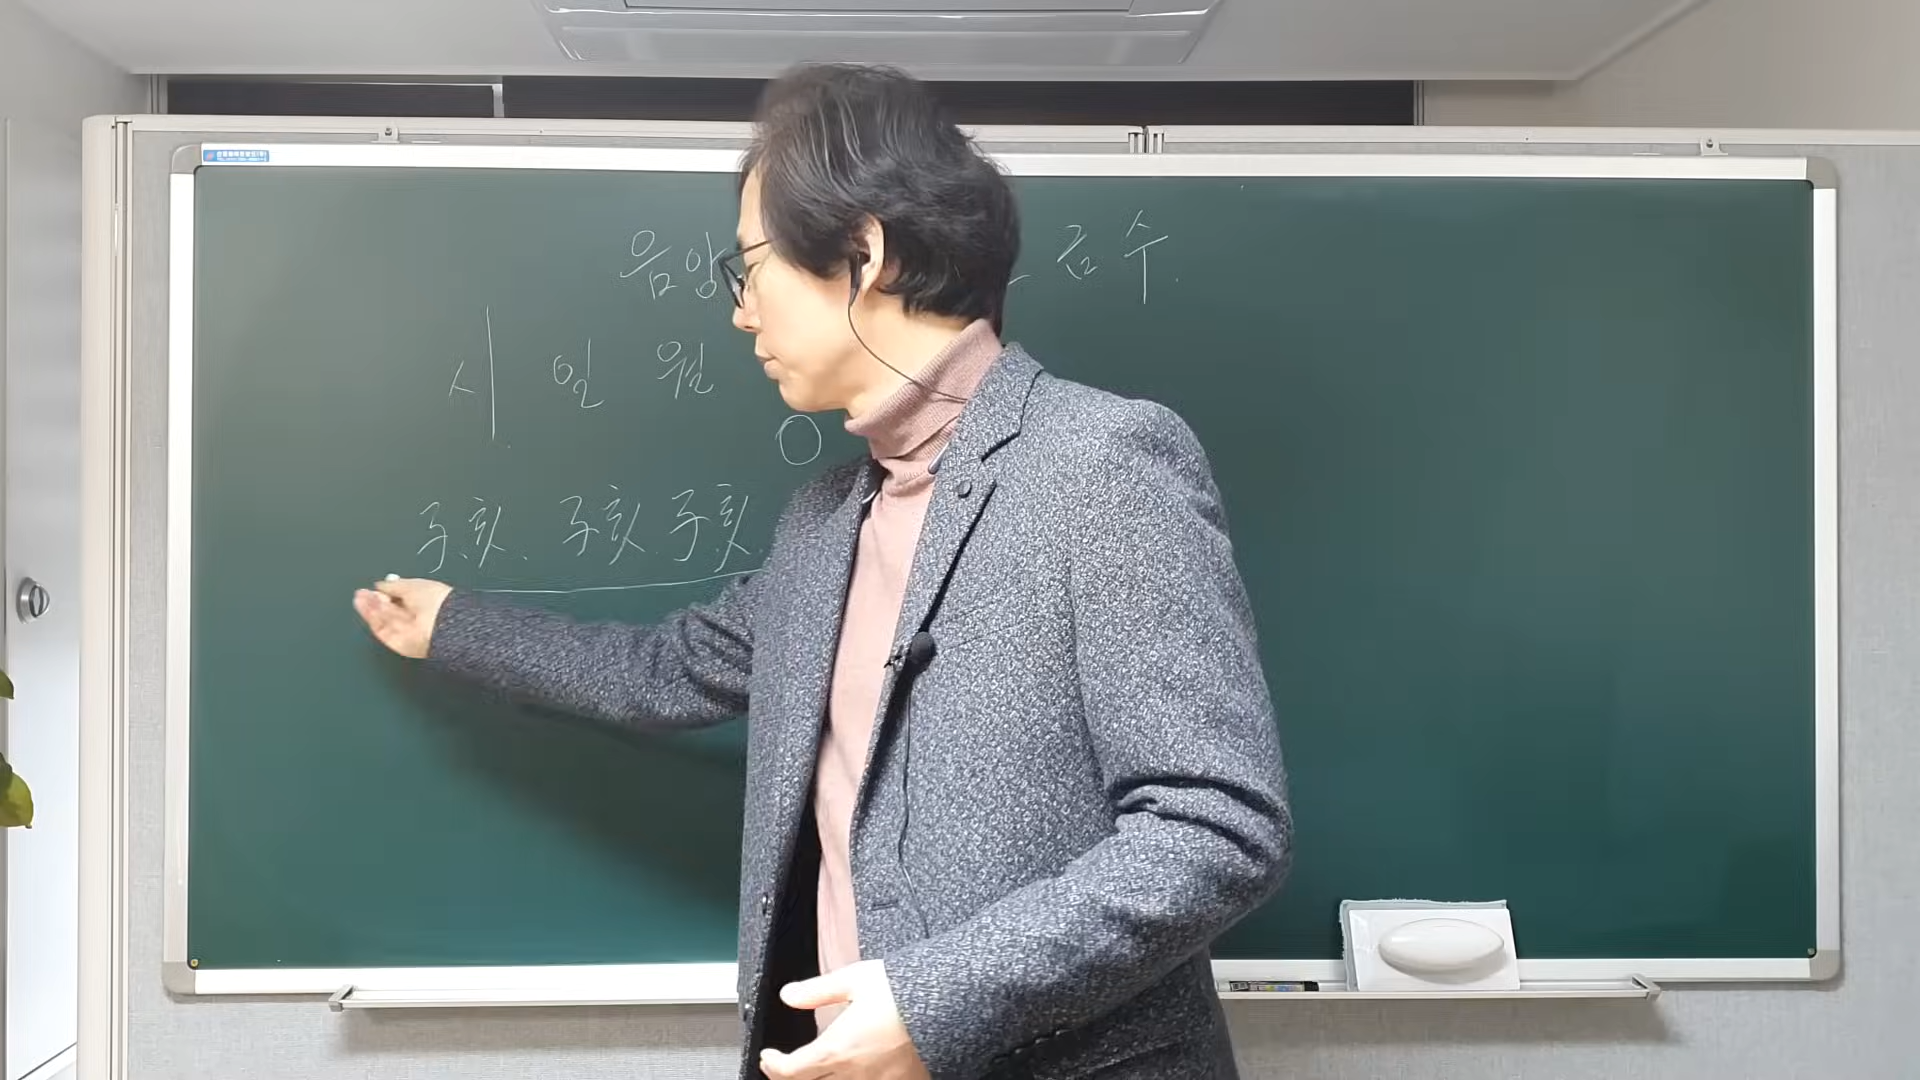 음양 금수.
시 일 월
子亥. 子亥. 子亥.